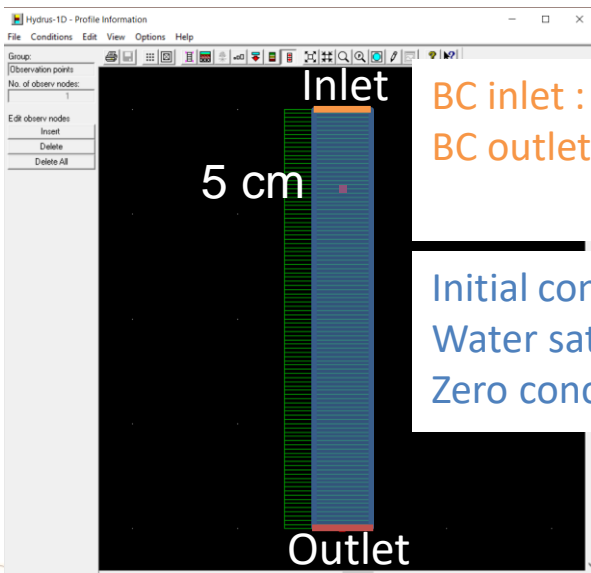 Hydrus-1D - Profile Information
File Conditions Edit View Options Help
Group:
Observation points
No. of observ nodes:
1
Edit observ nodes
Insert
Delete
Delete All
Inlet
5 cm
Outlet
BC inlet :
BC outlet
Initial con
Water sat
Zero conc